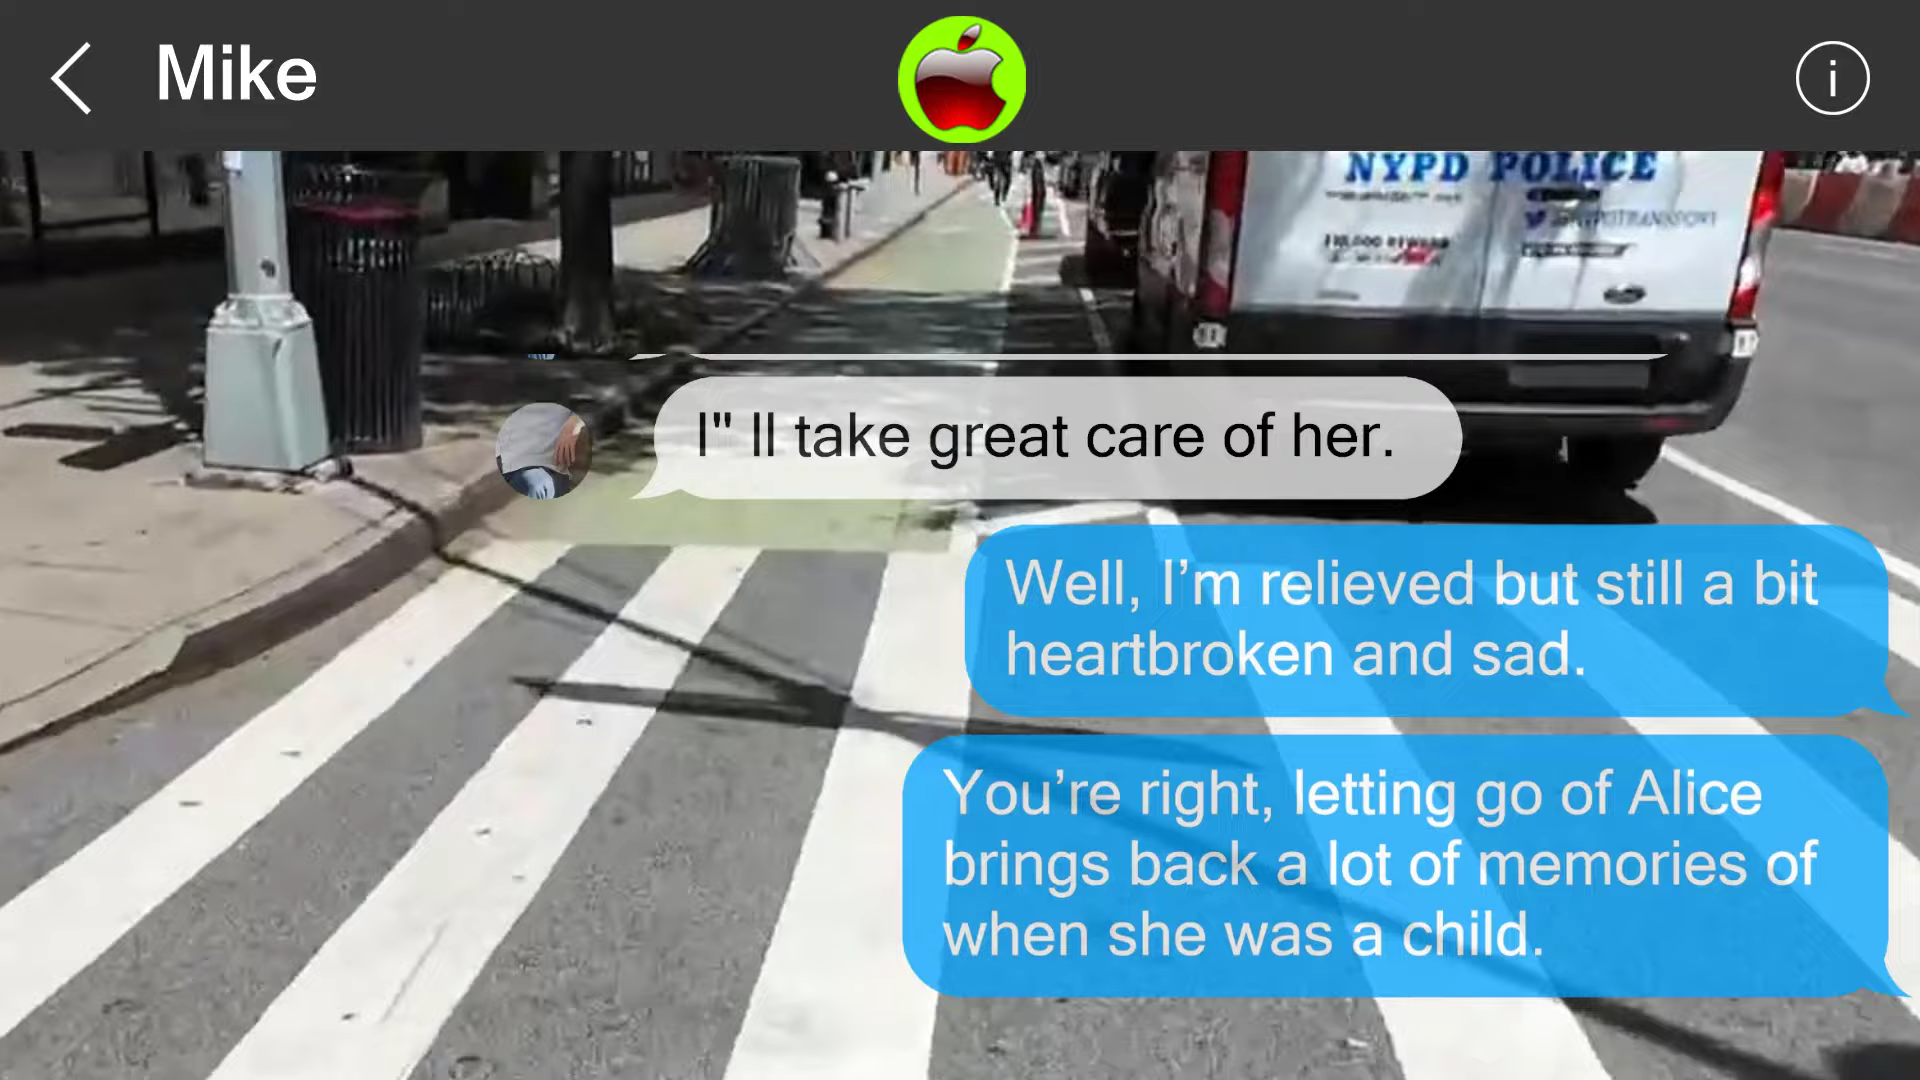 Mike
i
NYPD POLICE
I" ll take great care of her.
Well, I’m relieved but still a bit
heartbroken and sad.
You’re right, letting go of Alice
brings back a lot of memories of
when she was a child.